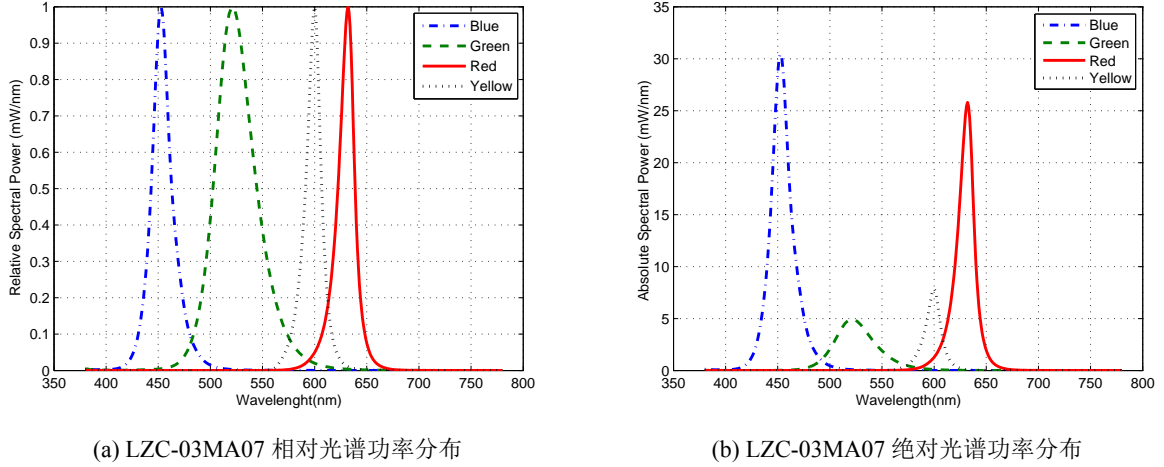 1
0.9
0.8
0.7
0.6
0.5
0.4
0.3
0.2
0.1
0
Relative Spectral Power (mW/nm)
350 400 450 500 550 600 650 700 750 800
Wavelenght(nm)
Blue
Green
Red
Yellow
(a) LZC-03MA07 相对光谱功率分布
35
30
25
20
15
10
5
0
Absolute Spectral Power (mW/nm)
350 400 450 500 550 600 650 700 750 800
Wavelength(nm)
Blue
Green
Red
Yellow
(b) LZC-03MA07 绝对光谱功率分布